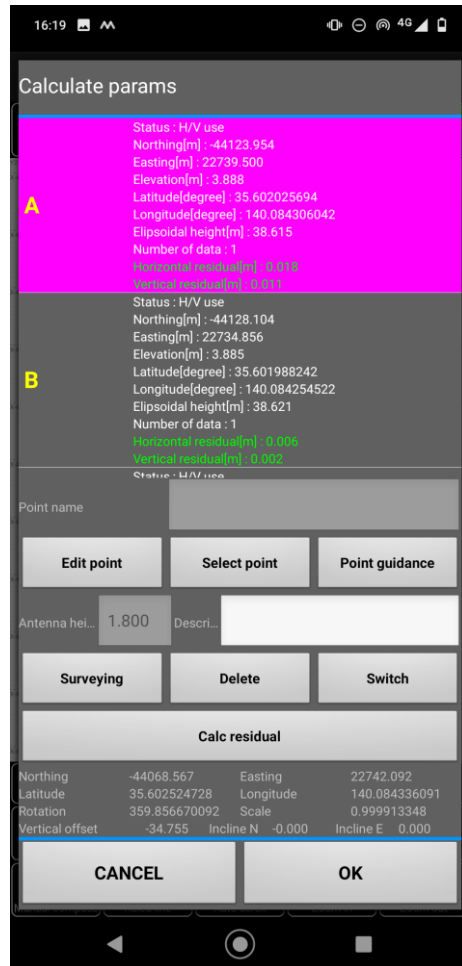 16:19 4G
Calculate params
A
Status : H/V use
Northing[m] : -44123.954
Easting[m] : 22739.500
Elevation[m] : 3.888
Latitude[degree] : 35.602025694
Longitude[degree] : 140.084306042
Elipsoidal height[m] : 38.615
Number of data : 1
Horizontal residual[m] : 0.018
Vertical residual[m] : 0.011
B
Status : H/V use
Northing[m] : -44128.104
Easting[m] : 22734.856
Elevation[m] : 3.885
Latitude[degree] : 35.601988242
Longitude[degree] : 140.084254522
Elipsoidal height[m] : 38.621
Number of data : 1
Horizontal residual[m] : 0.006
Vertical residual[m] : 0.002
Status : H/V use
Point name
Edit point Select point Point guidance
Antenna hei... 1.800 Descri...
Surveying Delete Switch
Calc residual
Northing -44068.567 Easting 22742.092
Latitude 35.602524728 Longitude 140.084336091
Rotation 359.856670092 Scale 0.999913348
Vertical offset -34.755 Incline N -0.000 Incline E 0.000
CANCEL OK